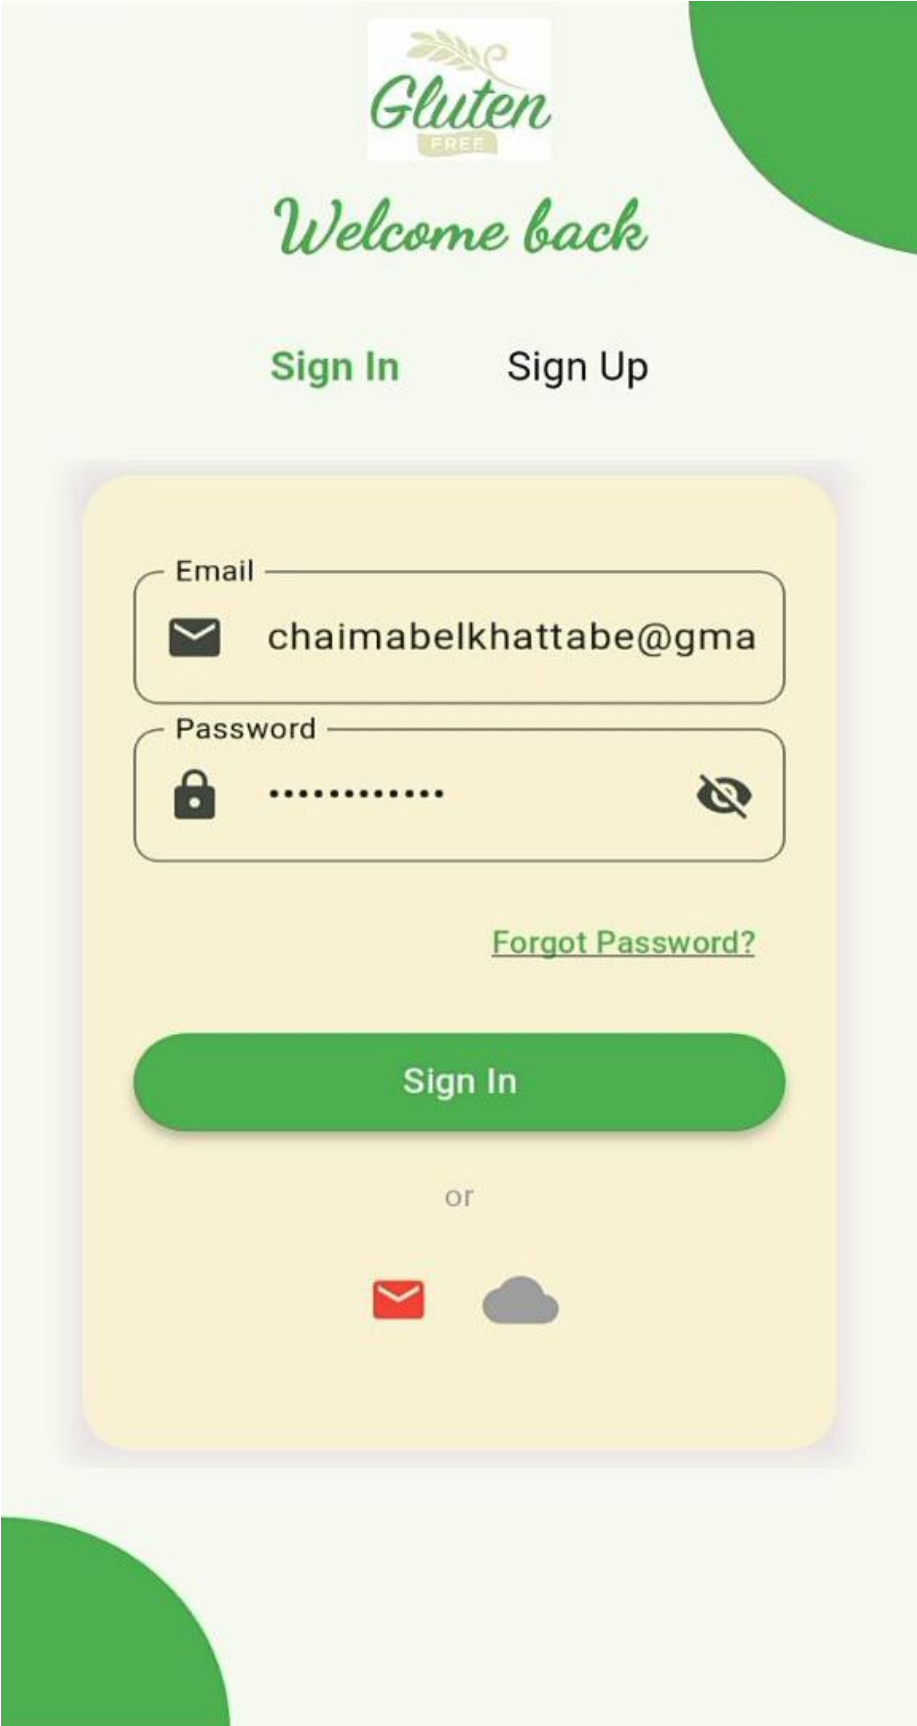 Gluten
FREE
Welcome back
Sign In Sign Up
Email
chaimabelkhattabe@gma
Password
••••••••••••
Forgot Password?
Sign In
or